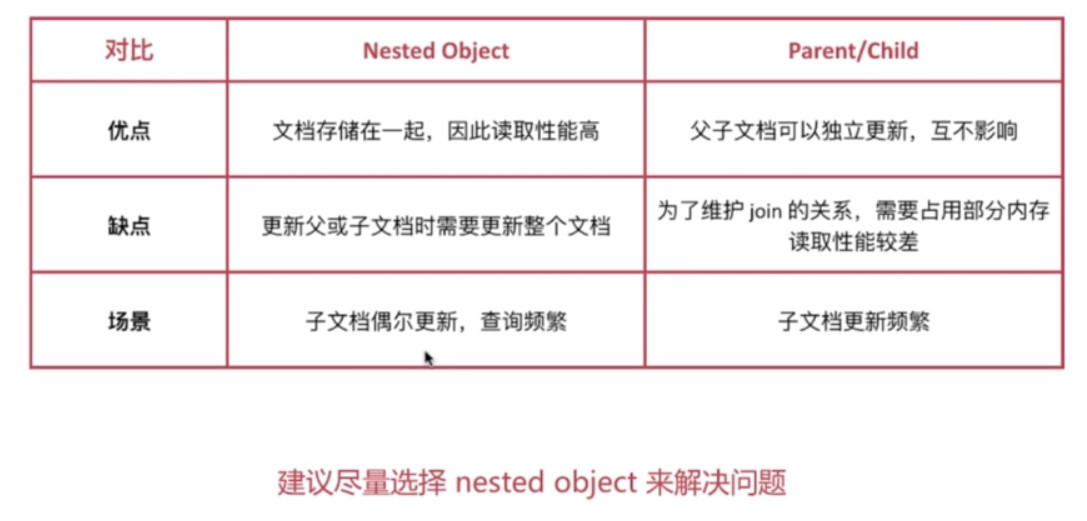 对比 Nested Object Parent/Child
优点 文档存储在一起，因此读取性能高 父子文档可以独立更新，互不影响
缺点 更新父或子文档时需要更新整个文档 为了维护 join 的关系，需要占用部分内存
读取性能较差
场景 子文档偶尔更新，查询频繁 子文档更新频繁
建议尽量选择 nested object 来解决问题